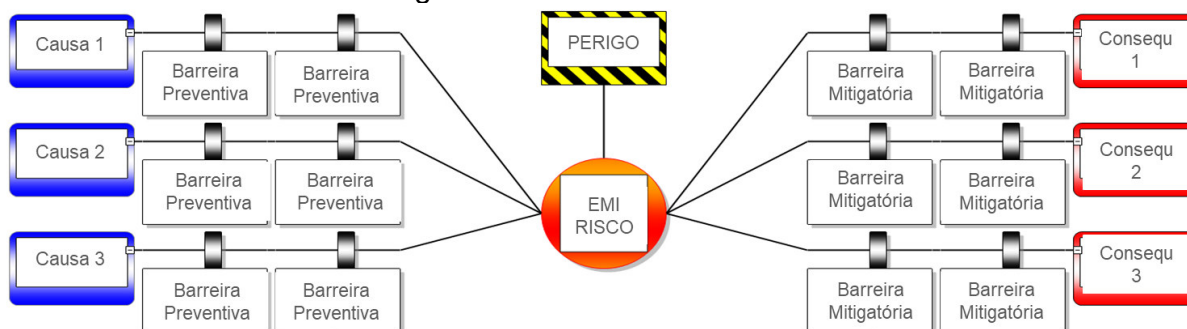 Causa 1
Barreira
Preventiva
Barreira
Preventiva
PERIGO
Barreira
Mitigatória
Barreira
Mitigatória
Consequ
1
Causa 2
Barreira
Preventiva
Barreira
Preventiva
EMI
RISCO
Barreira
Mitigatória
Barreira
Mitigatória
Consequ
2
Causa 3
Barreira
Preventiva
Barreira
Preventiva
Barreira
Mitigatória
Barreira
Mitigatória
Consequ
3